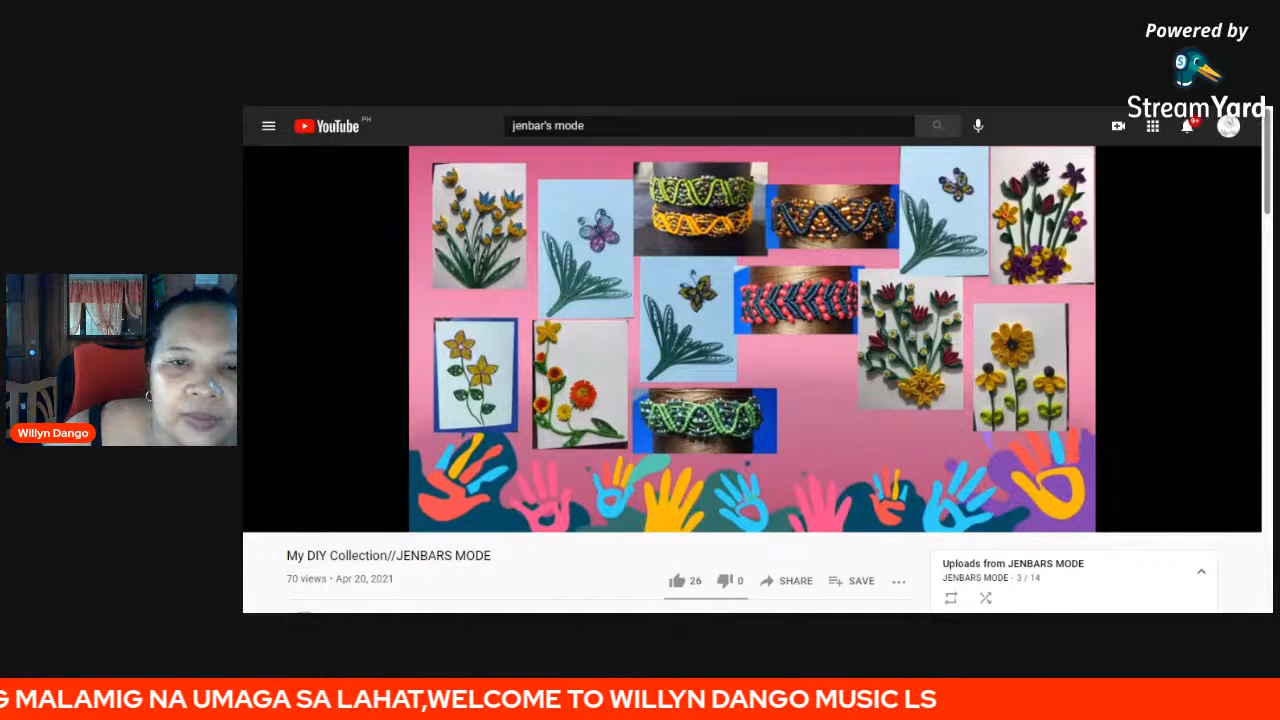 Powered by
StreamYard
YouTube PH
jenbar's mode
9+
Willyn Dango
My DIY Collection//JENBARS MODE
70 views • Apr 20, 2021
26
0
SHARE
SAVE
Uploads from JENBARS MODE
JENBARS MODE - 3 / 14
G MALAMIG NA UMAGA SA LAHAT,WELCOME TO WILLYN DANGO MUSIC LS